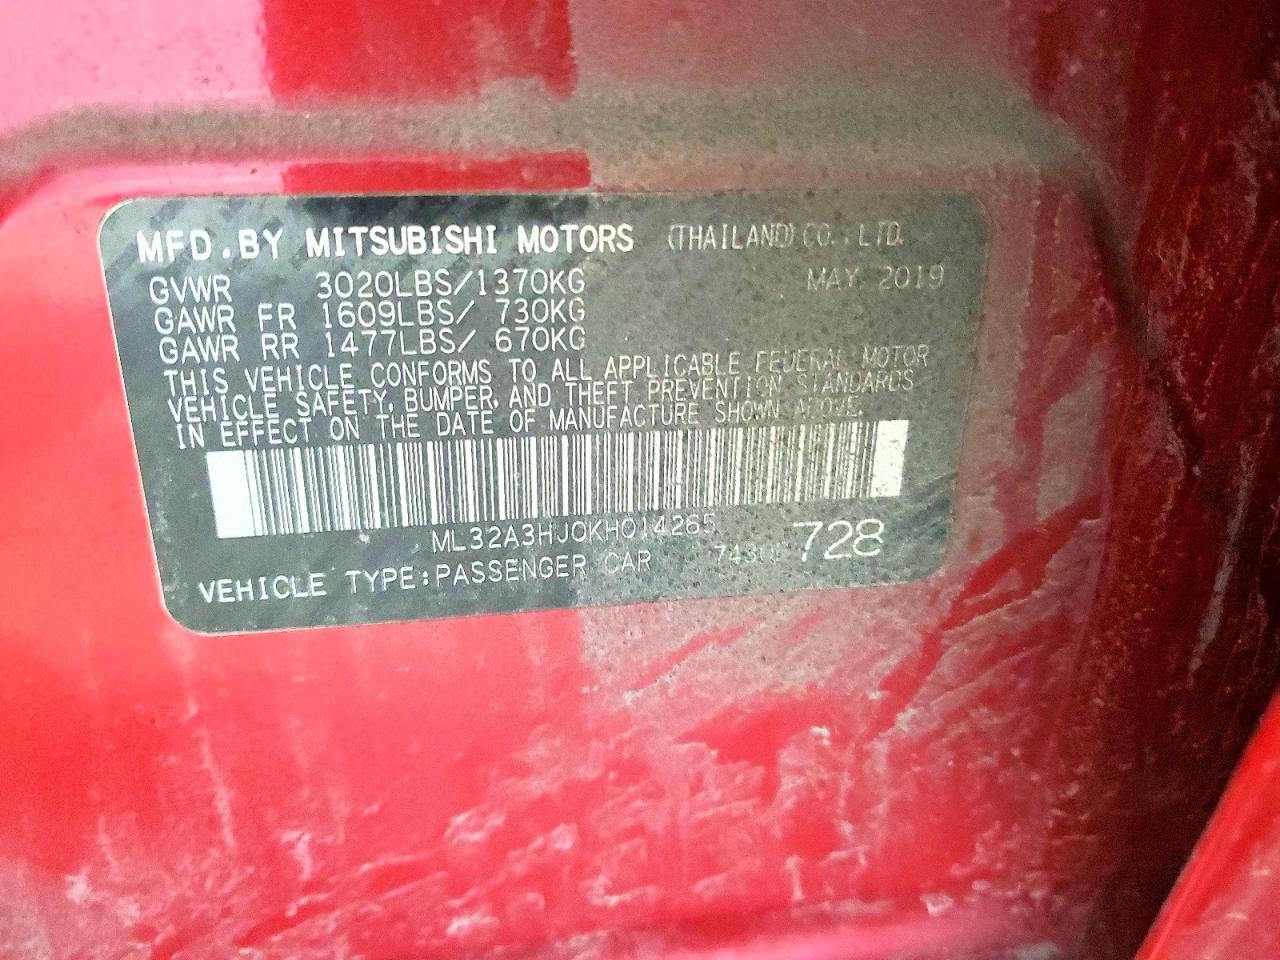 MFD. BY MITSUBISHI MOTORS (THAILAND) CO., LTD.
GVWR 3020LBS/1370KG MAY 2019
GAWR FR 1609LBS/ 730KG
GAWR RR 1477LBS/ 670KG
THIS VEHICLE CONFORMS TO ALL APPLICABLE FEDERAL MOTOR
VEHICLE SAFETY, BUMPER, AND THEFT PREVENTION STANDARDS
IN EFFECT ON THE DATE OF MANUFACTURE SHOWN ABOVE.
ML32A3HJ0KH014265
VEHICLE TYPE:PASSENGER CAR 728